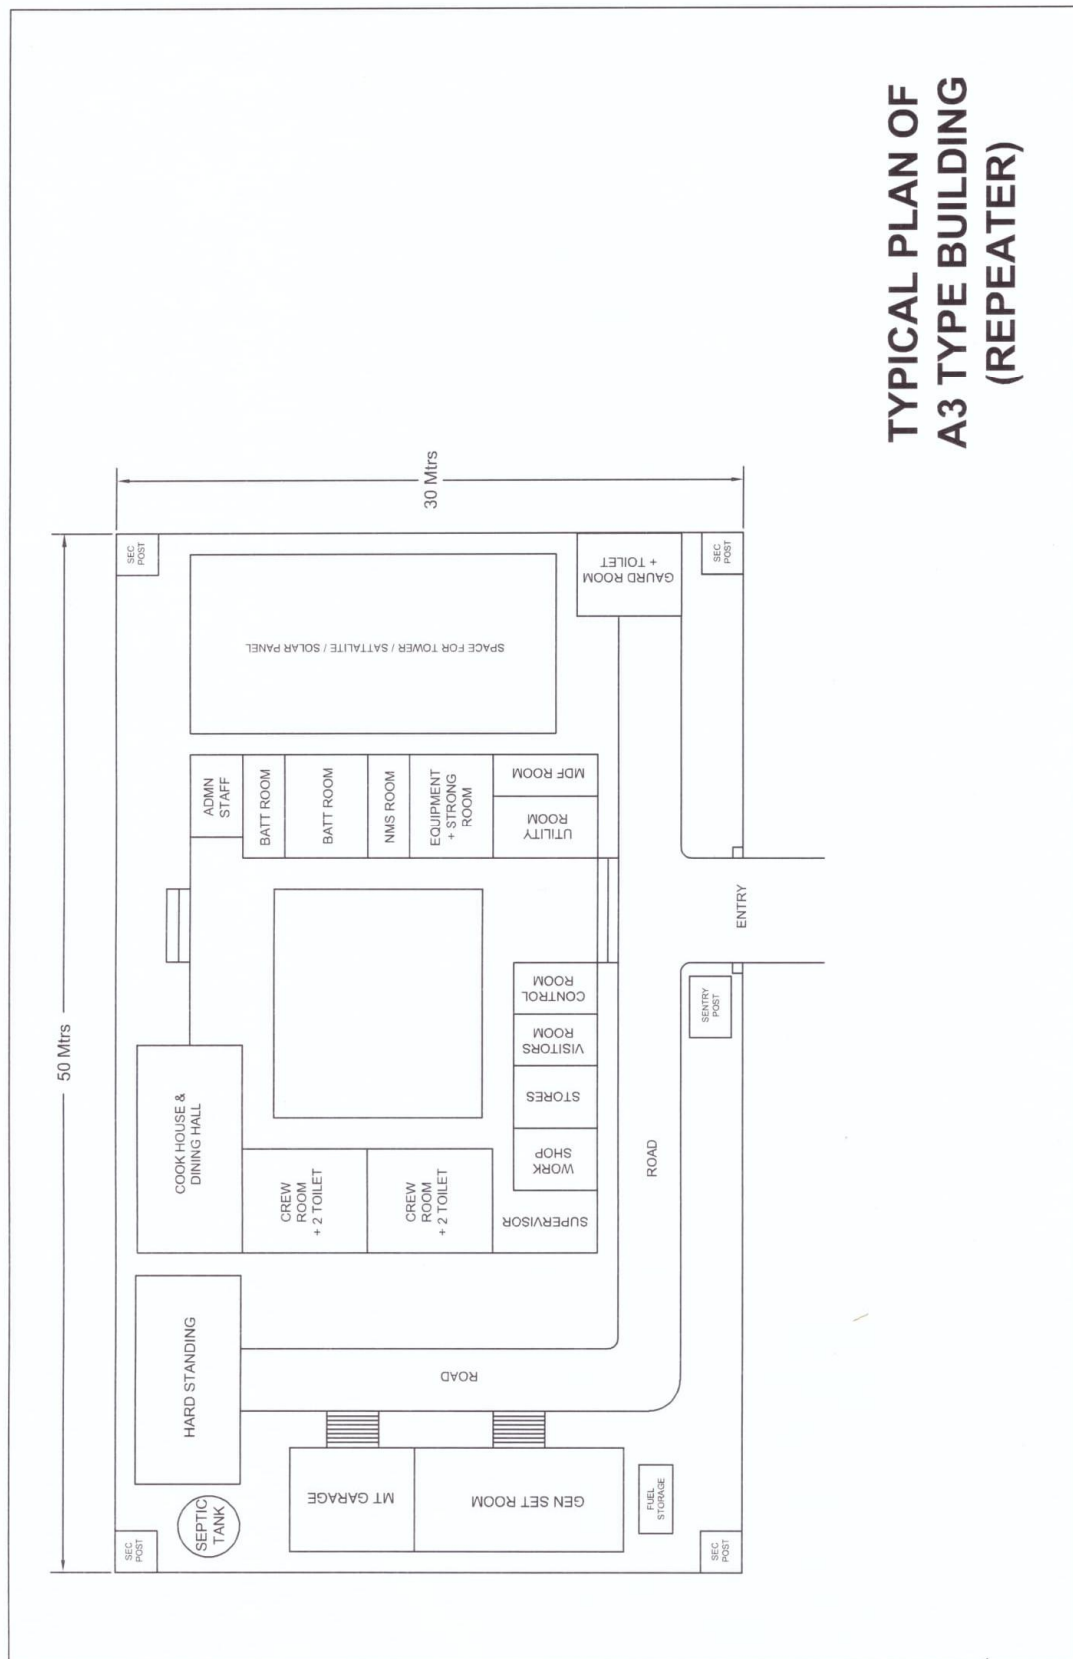 TYPICAL PLAN OF
A3 TYPE BUILDING
(REPEATER)
50 Mtrs
30 Mtrs
SEC
POST
SEPTIC
TANK
HARD STANDING
COOK HOUSE &
DINING HALL
SEC
POST
ADMN
STAFF
BATT ROOM
BATT ROOM
NMS ROOM
EQUIPMENT
+ STRONG
ROOM
UTILITY
ROOM
MDF ROOM
SPACE FOR TOWER / SATTALITE / SOLAR PANEL
CREW
ROOM
+ 2 TOILET
CREW
ROOM
+ 2 TOILET
SUPERVISOR
WORK
SHOP
STORES
VISITORS
ROOM
CONTROL
ROOM
MT GARAGE
GEN SET ROOM
ROAD
ROAD
GAURD ROOM
+ TOILET
FUEL
STORAGE
SENTRY
POST
ENTRY
SEC
POST
SEC
POST